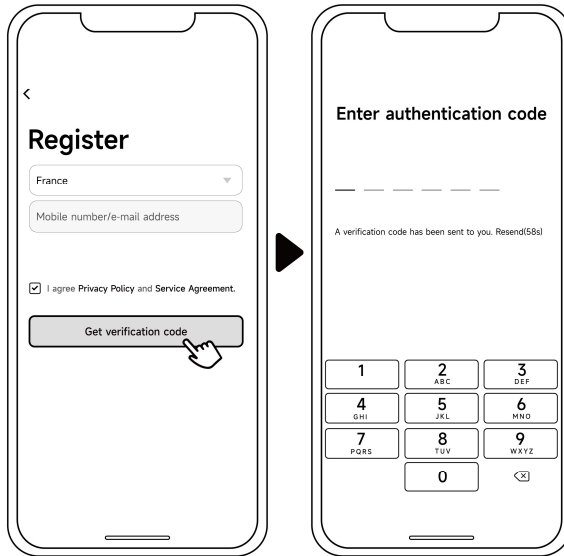 Register
France
Mobile number/e-mail address
I agree Privacy Policy and Service Agreement.
Get verification code
Enter authentication code
A verification code has been sent to you. Resend(58s)
1
2
ABC
3
DEF
4
GHI
5
JKL
6
MNO
7
PQRS
8
TUV
9
WXYZ
0